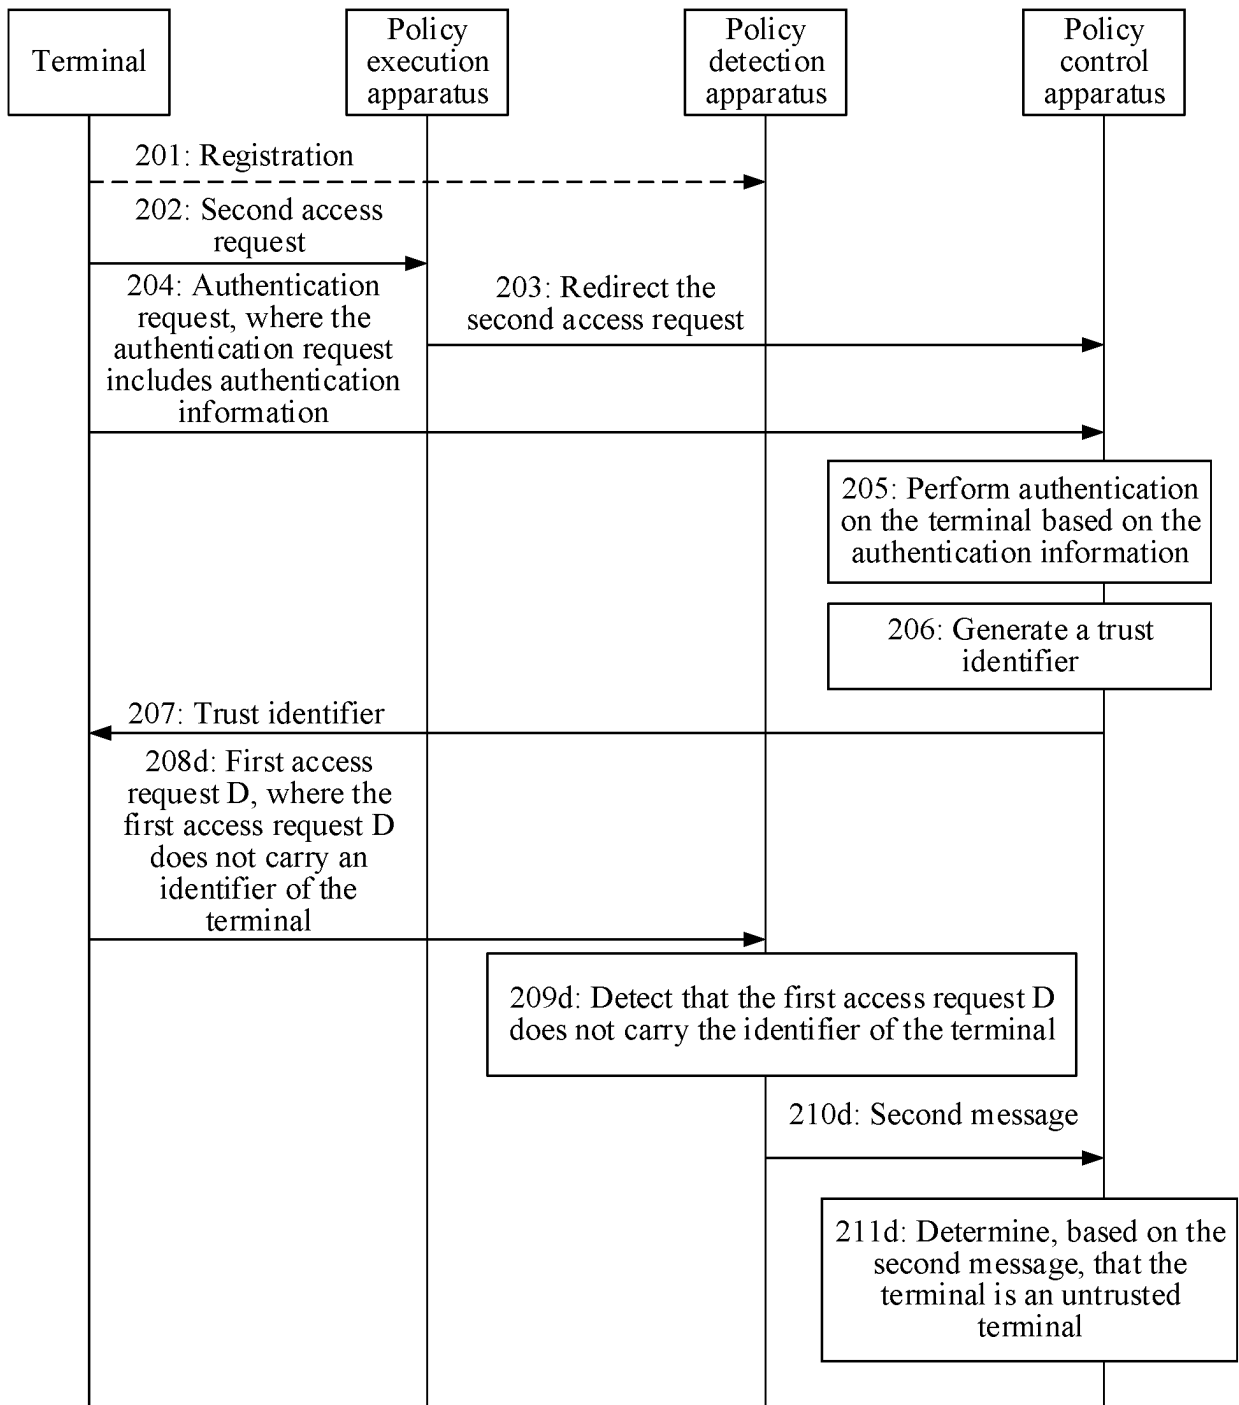 Terminal
Policy
execution
apparatus
Policy
detection
apparatus
Policy
control
apparatus
201: Registration
202: Second access
request
204: Authentication
request, where the
authentication request
includes authentication
information
203: Redirect the
second access request
205: Perform authentication
on the terminal based on the
authentication information
206: Generate a trust
identifier
207: Trust identifier
208d: First access
request D, where the
first access request D
does not carry an
identifier of the
terminal
209d: Detect that the first access request D
does not carry the identifier of the terminal
210d: Second message
211d: Determine, based on the
second message, that the
terminal is an untrusted
terminal